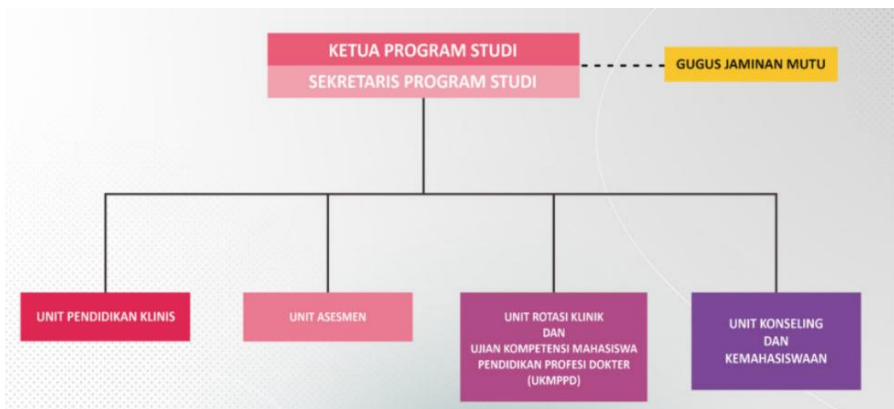 KETUA PROGRAM STUDI
SEKRETARIS PROGRAM STUDI
GUGUS JAMINAN MUTU
UNIT PENDIDIKAN KLINIS
UNIT ASESMEN
UNIT ROTASI KLINIK
DAN
UJIAN KOMPETENSI MAHASISWA
PENDIDIKAN PROFESI DOKTER
(UKMPPD)
UNIT KONSELING
DAN
KEMAHASISWAAN